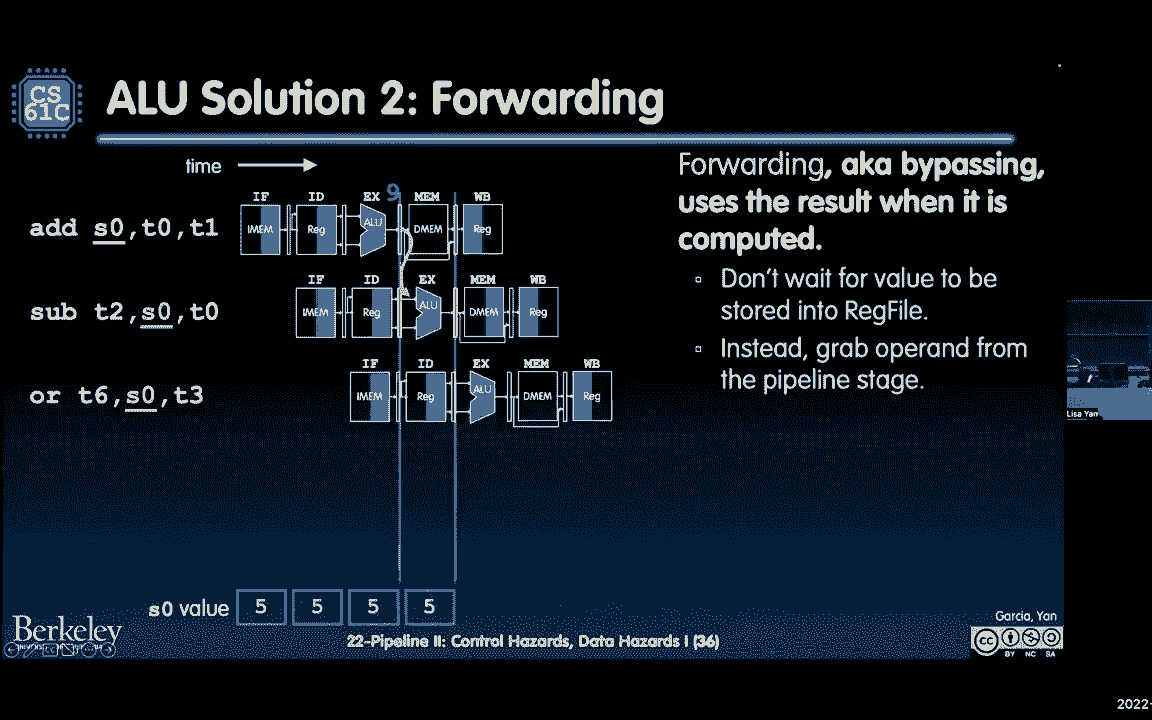 CS
61C
ALU Solution 2: Forwarding
time
Forwarding, aka bypassing,
uses the result when it is
computed.
▫ Don't wait for value to be
stored into RegFile.
▫ Instead, grab operand from
the pipeline stage.
9
IF ID EX MEM WB
add s0,t0,t1
IMEM Reg ALU DMEM Reg
IF ID EX MEM WB
sub t2,s0,t0
IMEM Reg ALU DMEM Reg
IF ID EX MEM WB
or t6,s0,t3
IMEM Reg ALU DMEM Reg
Lisa Yan
s0 value 5 5 5 5
Berkeley
22-Pipeline II: Control Hazards, Data Hazards I (36)
Garcia, Yan
cc
BY NC SA
2022-